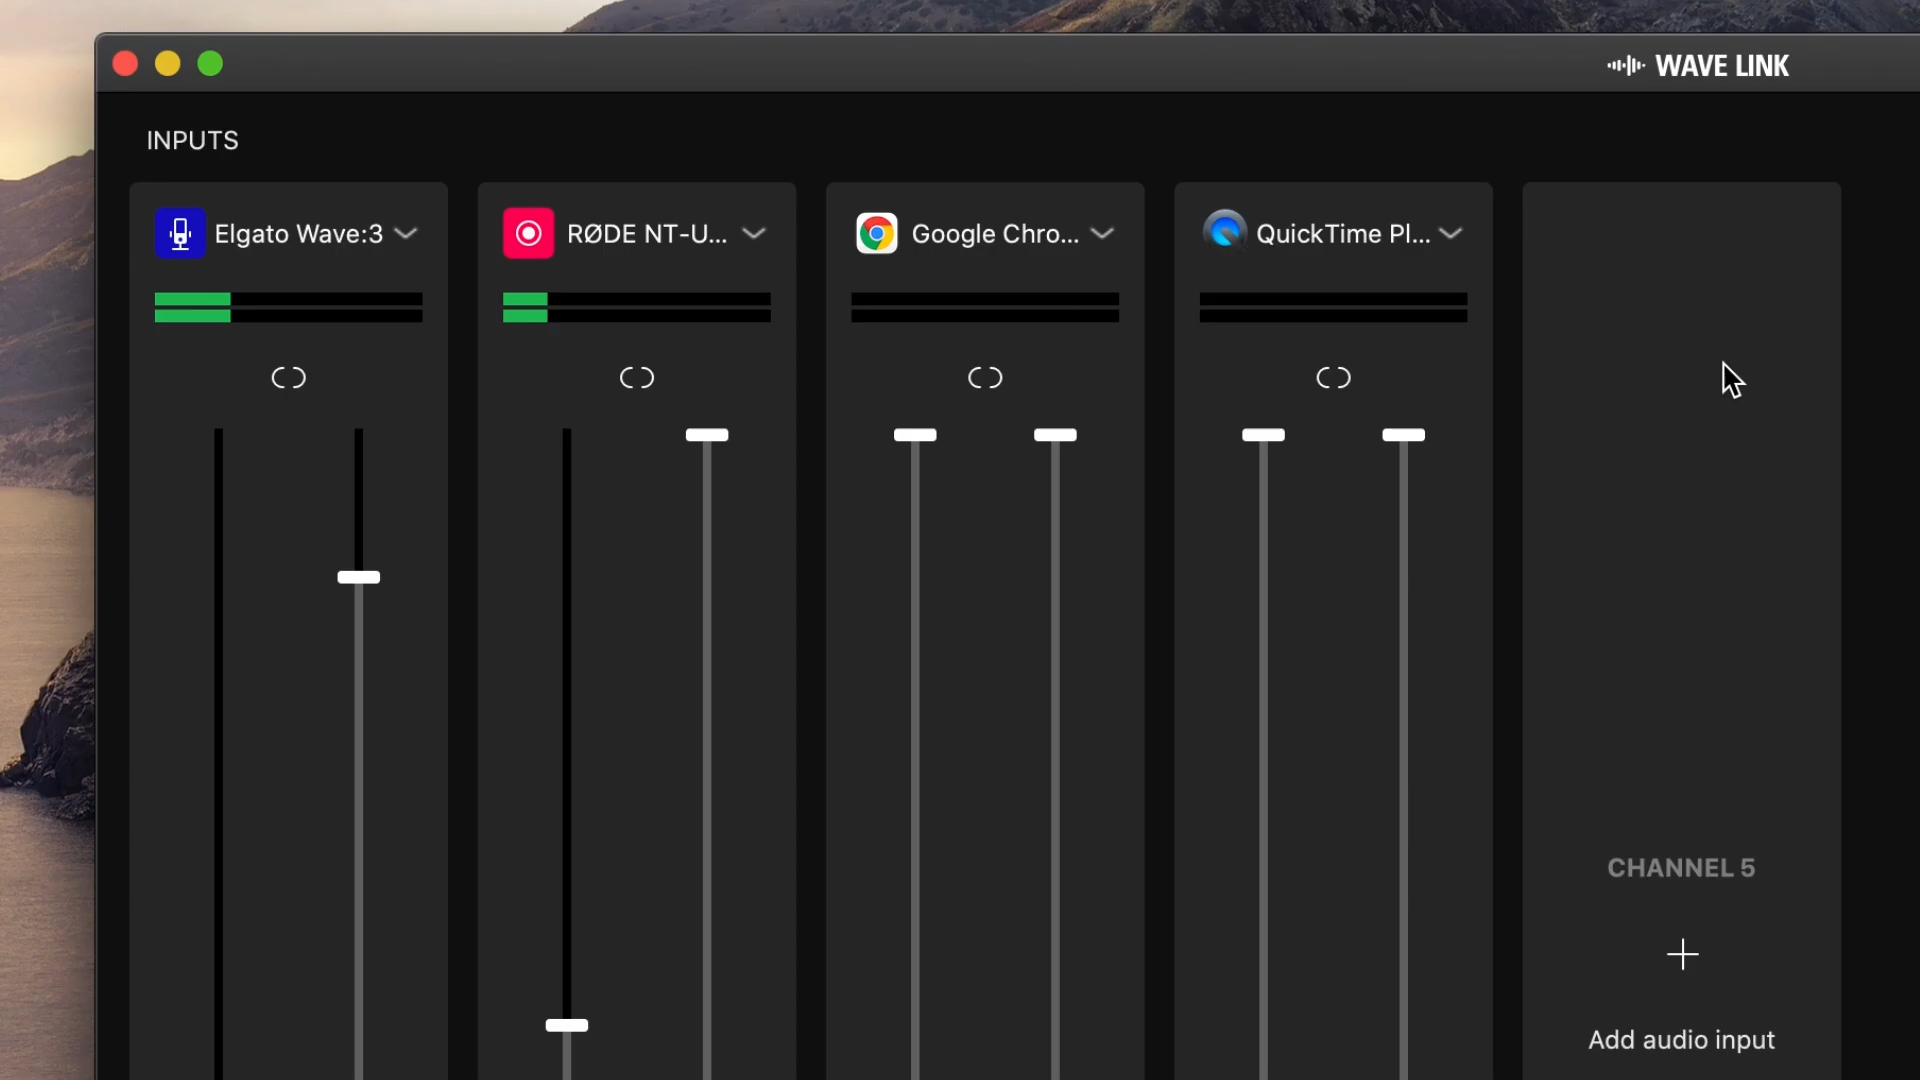 WAVE LINK
INPUTS
Elgato Wave:3
RØDE NT-U...
Google Chro...
QuickTime Pl...
CHANNEL 5
Add audio input